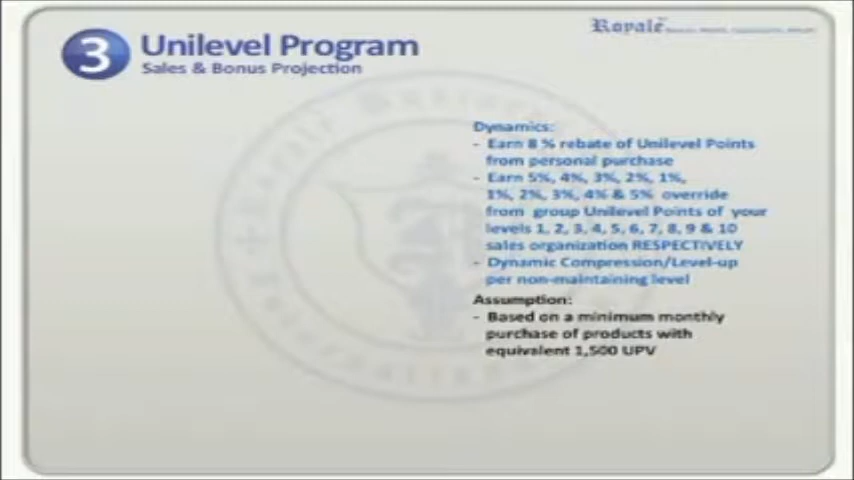 3
Unilevel Program
Sales & Bonus Projection
Royalē
Dynamics:
- Earn 8 % rebate of Unilevel Points
from personal purchase
- Earn 5%, 4%, 3%, 2%, 1%,
1%, 2%, 3%, 4% & 5% override
from group Unilevel Points of your
levels 1, 2, 3, 4, 5, 6, 7, 8, 9 & 10
sales organization RESPECTIVELY
- Dynamic Compression/Level-up
per non-maintaining level
Assumption:
- Based on a minimum monthly
purchase of products with
equivalent 1,500 UPV